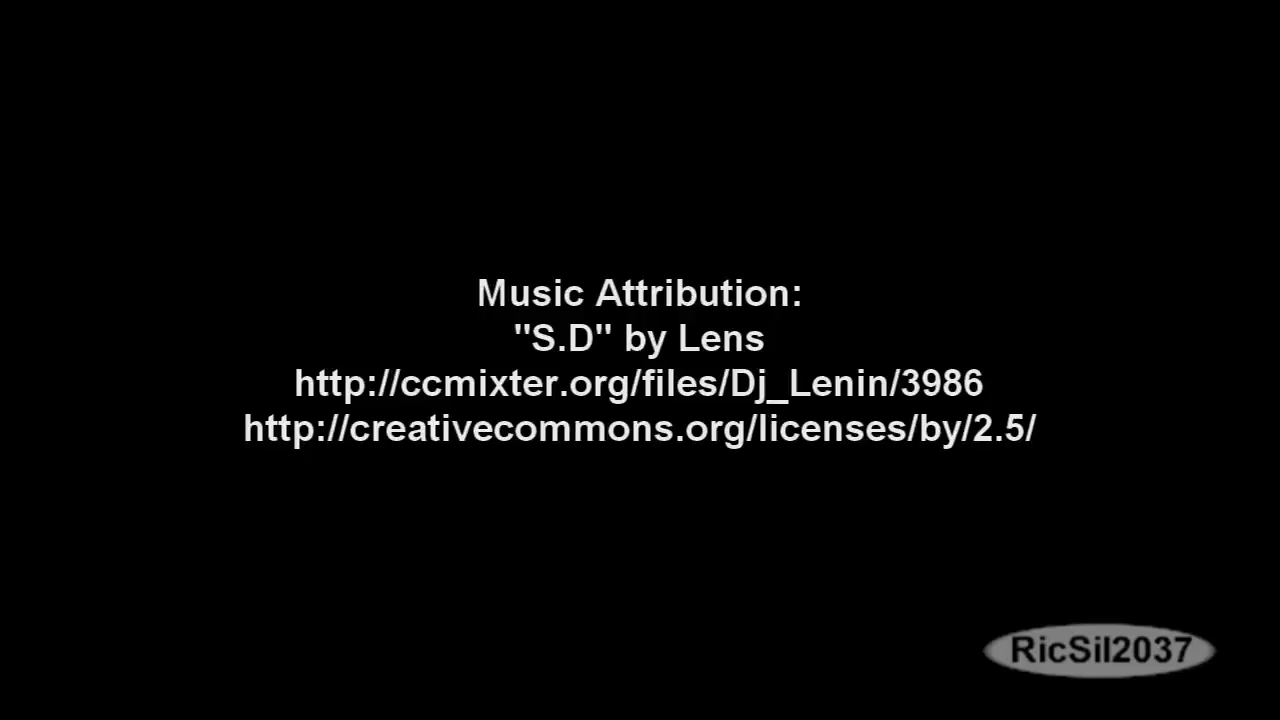 Music Attribution:
"S.D" by Lens
http://ccmixter.org/files/Dj_Lenin/3986
http://creativecommons.org/licenses/by/2.5/
RicSil2037